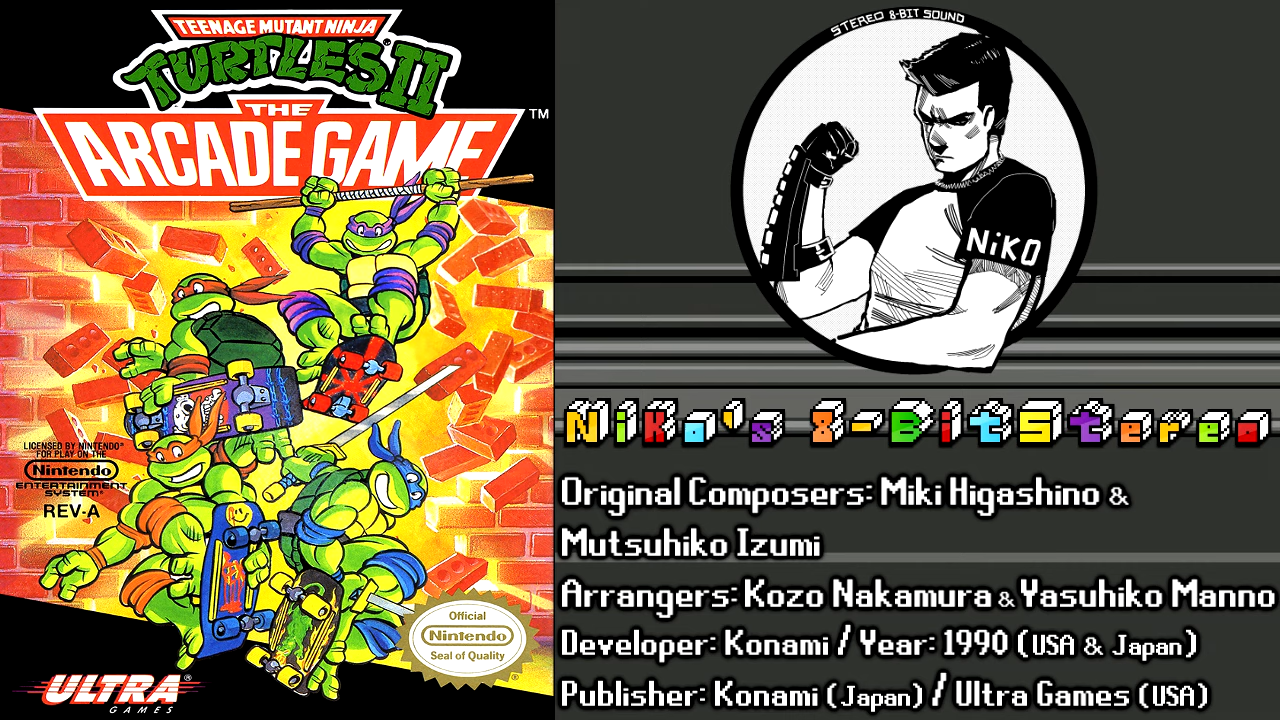 TEENAGE MUTANT NINJA
TURTLES II
®
THE
ARCADE GAME
™
LICENSED BY NINTENDO®
FOR PLAY ON THE
Nintendo
ENTERTAINMENT
SYSTEM®
REV-A
Official
Nintendo
Seal of Quality
®
ULTRA®
GAMES
STEREO 8-BIT SOUND
NiKO
NiKo's 8-BitStereo
Original Composers: Miki Higashino &
Mutsuhiko Izumi
Arrangers: Kozo Nakamura & Yasuhiko Manno
Developer: Konami / Year: 1990 (USA & Japan)
Publisher: Konami (Japan) / Ultra Games (USA)